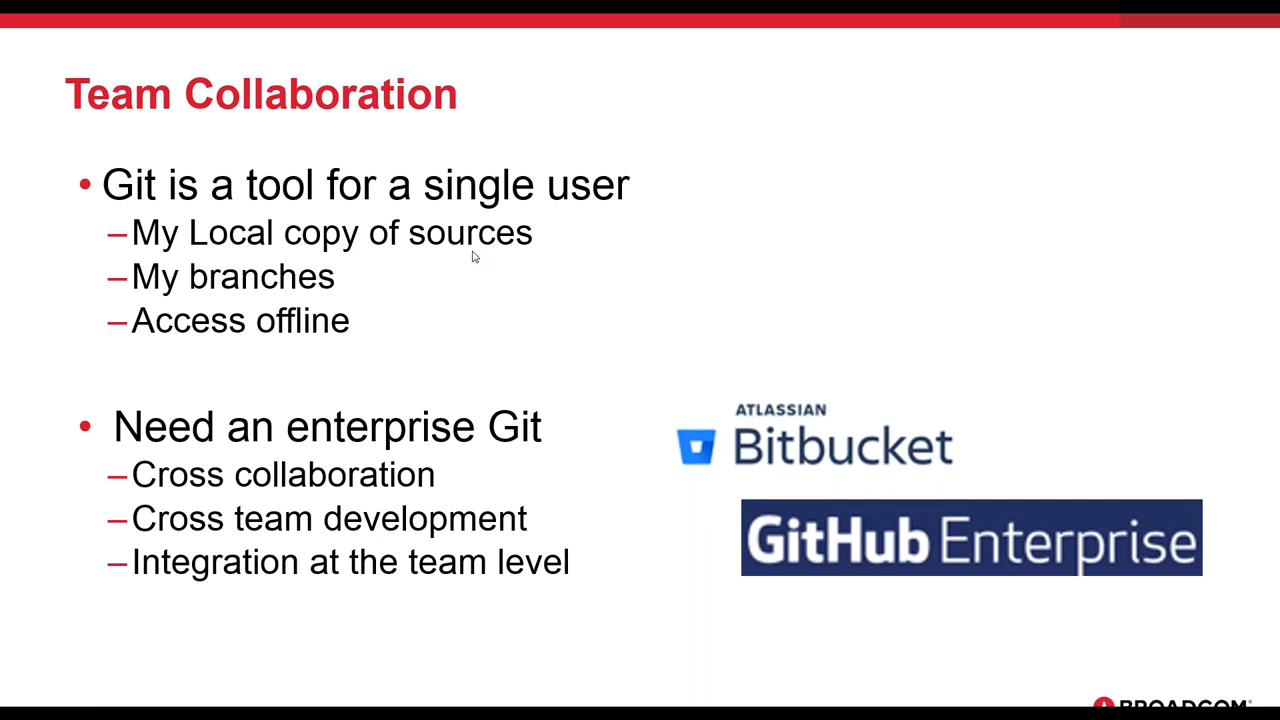 Team Collaboration
• Git is a tool for a single user
–My Local copy of sources
–My branches
–Access offline
• Need an enterprise Git
–Cross collaboration
–Cross team development
–Integration at the team level
ATLASSIAN
Bitbucket
GitHub Enterprise
BROADCOM